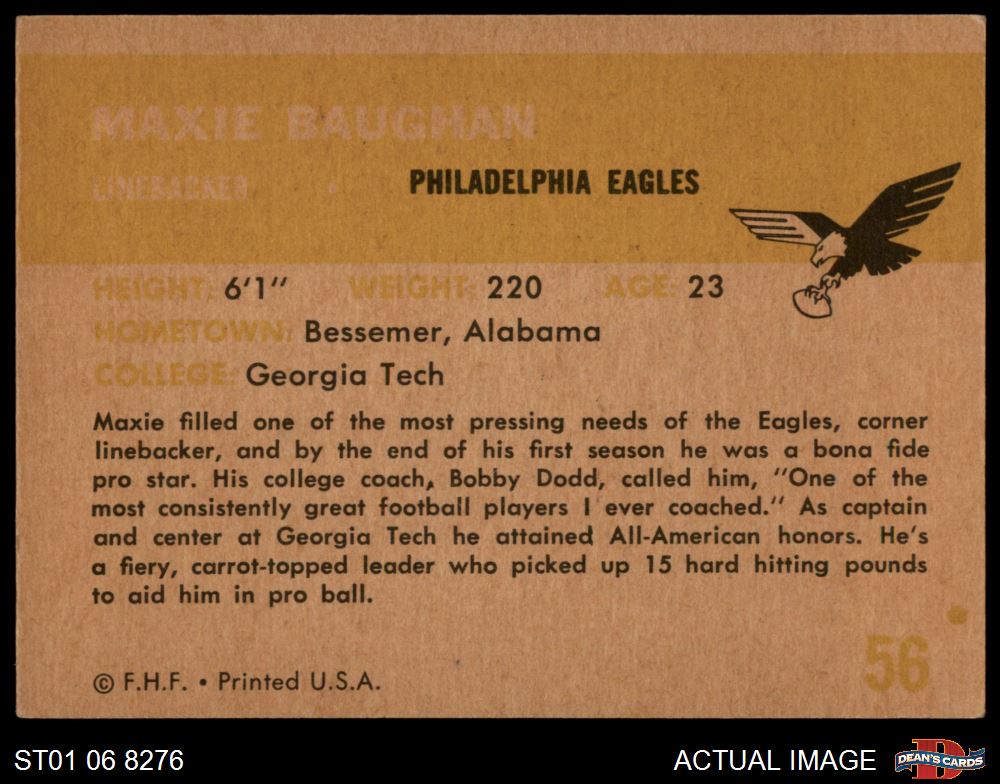 MAXIE BAUGHAN
LINEBACKER
PHILADELPHIA EAGLES
HEIGHT: 6'1" WEIGHT: 220 AGE: 23
HOMETOWN: Bessemer, Alabama
COLLEGE: Georgia Tech
Maxie filled one of the most pressing needs of the Eagles, corner
linebacker, and by the end of his first season he was a bona fide
pro star. His college coach, Bobby Dodd, called him, "One of the
most consistently great football players I ever coached." As captain
and center at Georgia Tech he attained All-American honors. He's
a fiery, carrot-topped leader who picked up 15 hard hitting pounds
to aid him in pro ball.
56
© F.H.F. • Printed U.S.A.
ST01 06 8276
ACTUAL IMAGE
D
DEAN'S CARDS